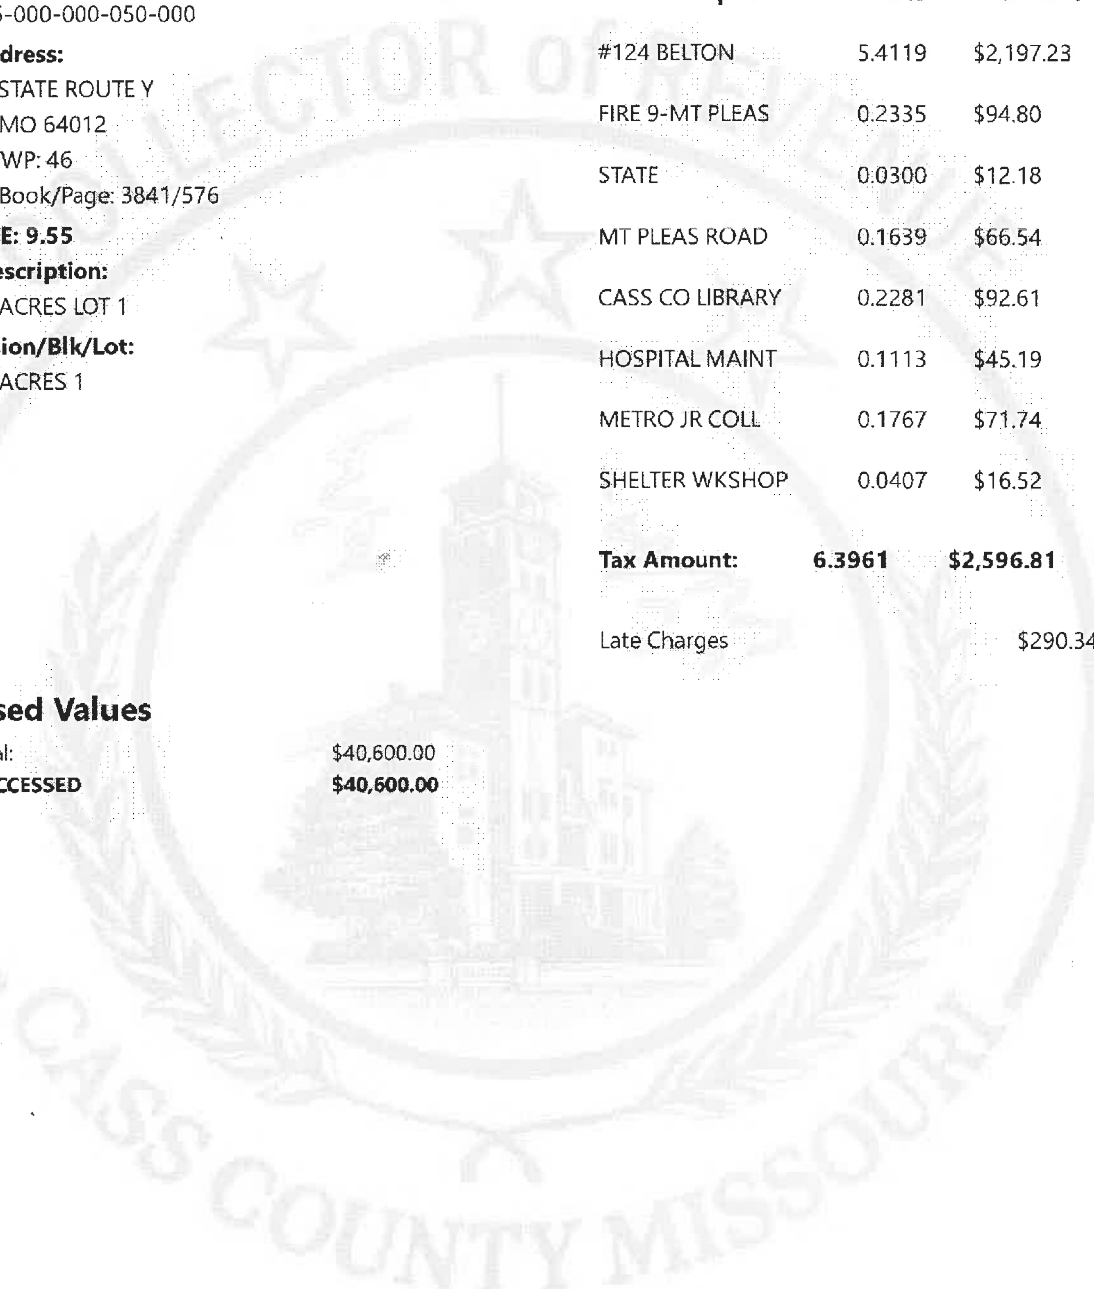 5-000-000-050-000
dress:
STATE ROUTE Y
MO 64012
WP: 46
Book/Page: 3841/576
E: 9.55
escription:
ACRES LOT 1
ion/Blk/Lot:
ACRES 1
#124 BELTON 5.4119 $2,197.23
FIRE 9-MT PLEAS 0.2335 $94.80
STATE 0.0300 $12.18
MT PLEAS ROAD 0.1639 $66.54
CASS CO LIBRARY 0.2281 $92.61
HOSPITAL MAINT 0.1113 $45.19
METRO JR COLL 0.1767 $71.74
SHELTER WKSHOP 0.0407 $16.52
Tax Amount: 6.3961 $2,596.81
Late Charges $290.34
sed Values
al: $40,600.00
CCESSED $40,600.00
COLLECTOR of REVENUE
CASS COUNTY MISSOURI